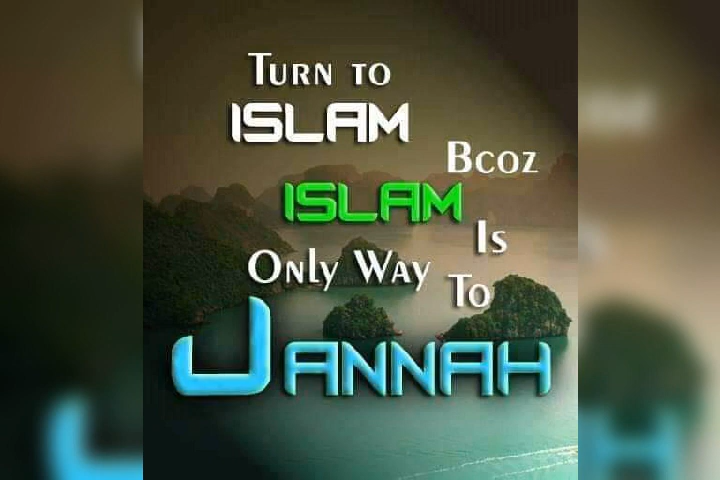 Turn to
ISLAM
Bcoz
ISLAM
Is
Only Way
To
JANNAH